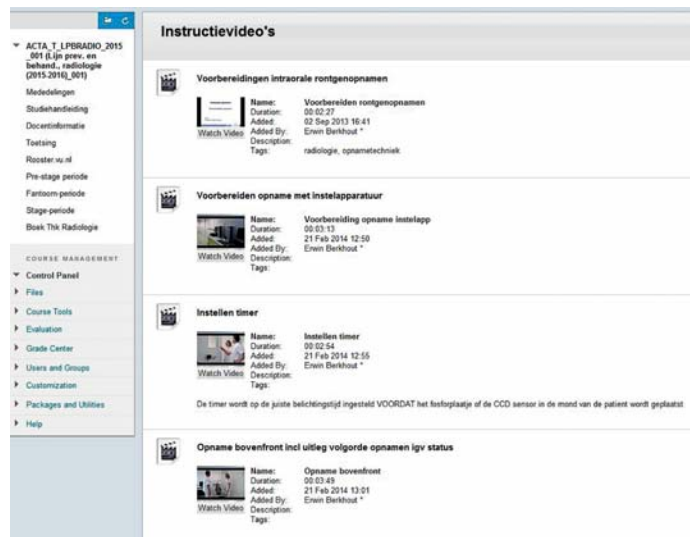 ACTA_T_LPBRADIO_2015
_001 (Lijn prev. en
behand., radiologie
(2015-2016)_001)
Mededelingen
Studiehandleiding
Docentinformatie
Toetsing
Rooster.vu.nl
Pre-stage periode
Fantoom-periode
Stage-periode
Boek Thk Radiologie
COURSE MANAGEMENT
Control Panel
Files
Course Tools
Evaluation
Grade Center
Users and Groups
Customization
Packages and Utilities
Help
Instructievideo's
Voorbereidingen intraorale rontgenopnamen
Name: Voorbereiden rontgenopnamen
Duration: 00:02:27
Added: 02 Sep 2013 16:41
Added By: Erwin Berkhout *
Watch Video Description:
Tags: radiologie, opnametechniek
Voorbereiden opname met instelapparatuur
Name: Voorbereiding opname instelapp
Duration: 00:03:13
Added: 21 Feb 2014 12:50
Added By: Erwin Berkhout *
Watch Video Description:
Tags:
Instellen timer
Name: Instellen timer
Duration: 00:02:54
Added: 21 Feb 2014 12:55
Added By: Erwin Berkhout *
Watch Video Description:
Tags:
De timer wordt op de juiste belichtingstijd ingesteld VOORDAT het fosforplaatje of de CCD sensor in de mond van de patient wordt geplaatst
Opname bovenfront incl uitleg volgorde opnamen igv status
Name: Opname bovenfront
Duration: 00:03:49
Added: 21 Feb 2014 13:01
Added By: Erwin Berkhout *
Watch Video Description:
Tags: